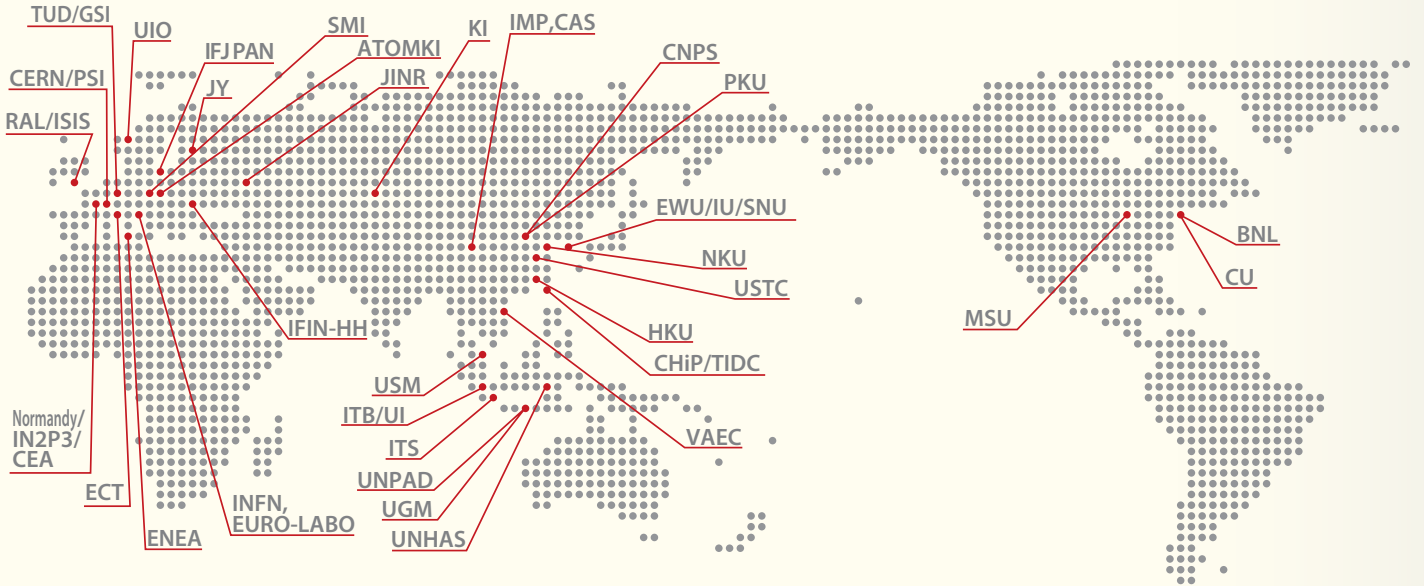 TUD/GSI
UIO
SMI
KI
IMP,CAS
IFJ PAN
ATOMKI
CNPS
CERN/PSI
JY
JINR
PKU
RAL/ISIS
EWU/IU/SNU
BNL
NKU
CU
USTC
IFIN-HH
HKU
MSU
CHiP/TIDC
USM
ITB/UI
Normandy/
IN2P3/
CEA
ITS
VAEC
UNPAD
ECT
INFN,
EURO-LABO
UGM
ENEA
UNHAS